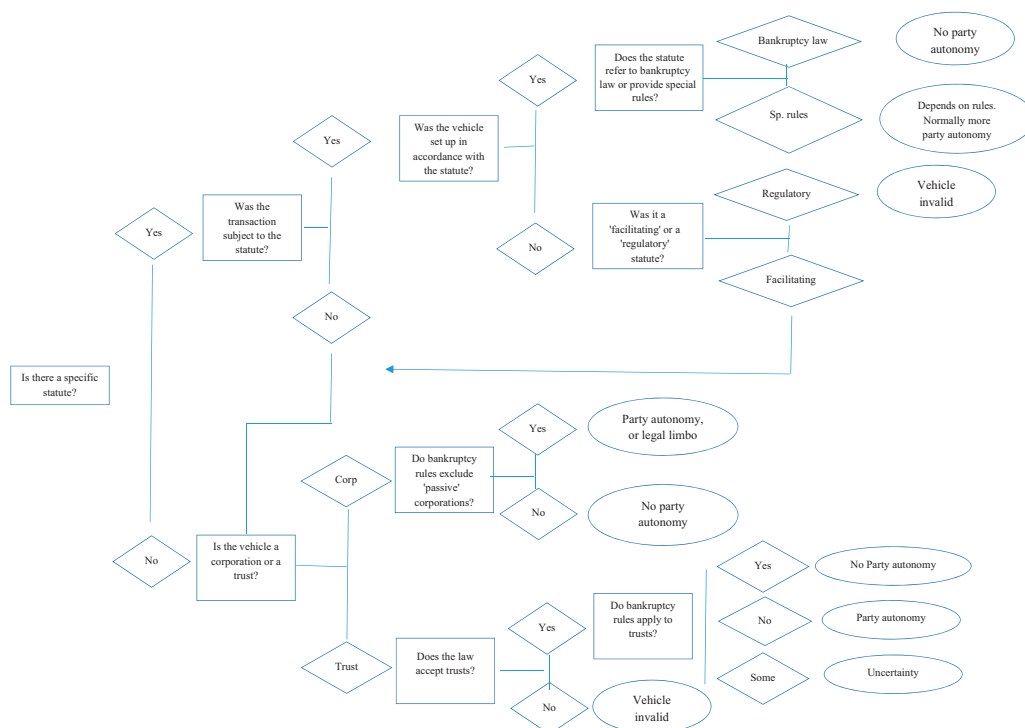 Is there a specific
statute?
Yes
No
Was the
transaction
subject to the
statute?
Yes
No
Was the vehicle
set up in
accordance with
the statute?
Yes
No
Does the statute
refer to bankruptcy
law or provide special
rules?
Bankruptcy law
No party
autonomy
Sp. rules
Depends on rules.
Normally more
party autonomy
Was it a
'facilitating' or a
'regulatory'
statute?
Regulatory
Vehicle
invalid
Facilitating
Is the vehicle a
corporation or a
trust?
Corp
Do bankruptcy
rules exclude
'passive'
corporations?
Yes
Party autonomy,
or legal limbo
No
No party
autonomy
Trust
Does the law
accept trusts?
Yes
No
Vehicle
invalid
Do bankruptcy
rules apply to
trusts?
Yes
No Party autonomy
No
Party autonomy
Some
Uncertainty